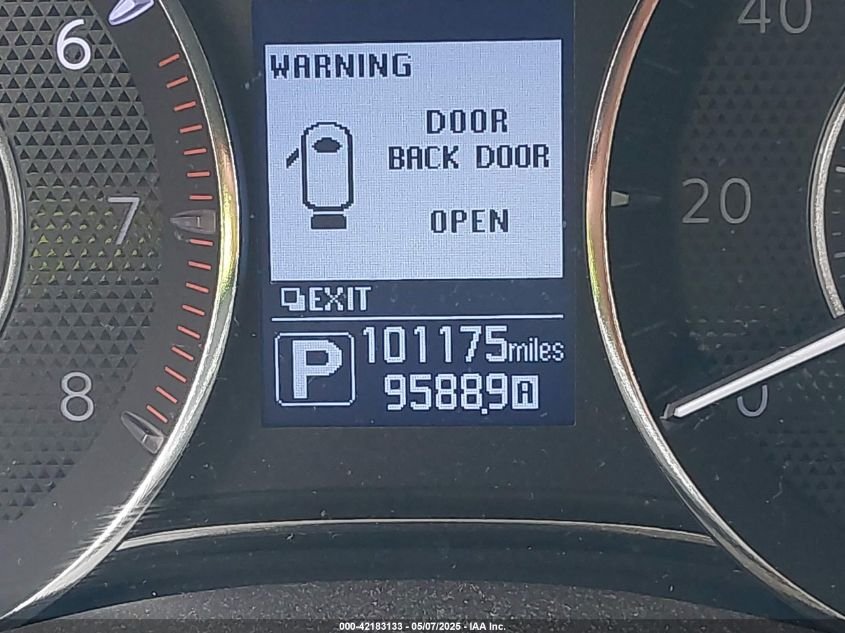 6
7
8
WARNING
DOOR
BACK DOOR
OPEN
EXIT
P 101175miles
9588.9 A
40
20
0
000-42183133 - 05/07/2025 - IAA Inc.